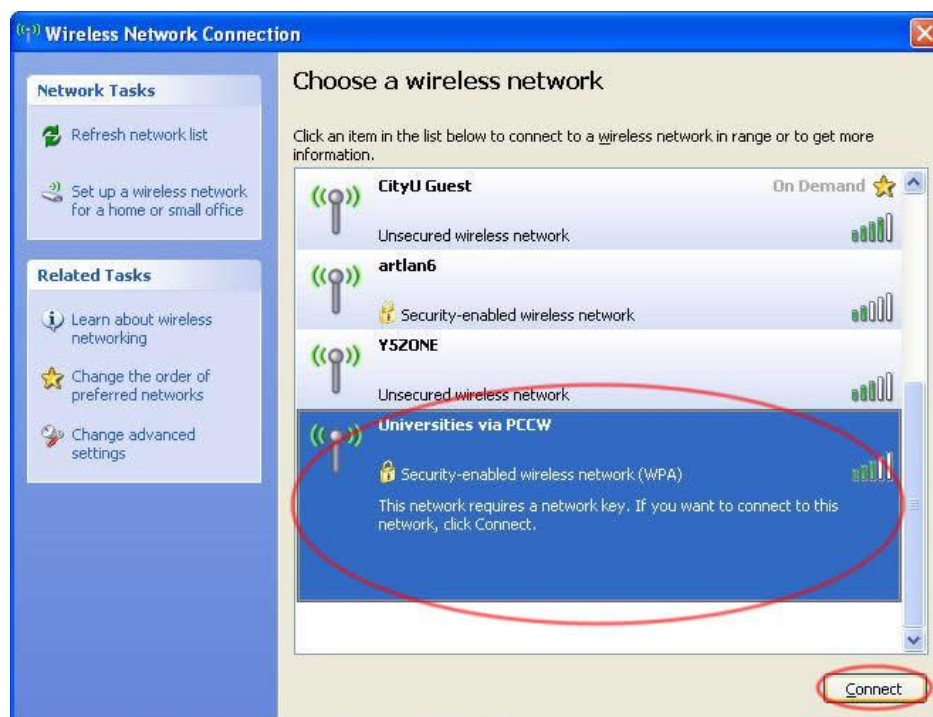 Wireless Network Connection
Network Tasks
Refresh network list
Set up a wireless network
for a home or small office
Related Tasks
Learn about wireless
networking
Change the order of
preferred networks
Change advanced
settings
Choose a wireless network
Click an item in the list below to connect to a wireless network in range or to get more
information.
CityU Guest
On Demand
Unsecured wireless network
artlan6
Security-enabled wireless network
Y5ZONE
Unsecured wireless network
Universities via PCCW
Security-enabled wireless network (WPA)
This network requires a network key. If you want to connect to this
network, click Connect.
Connect